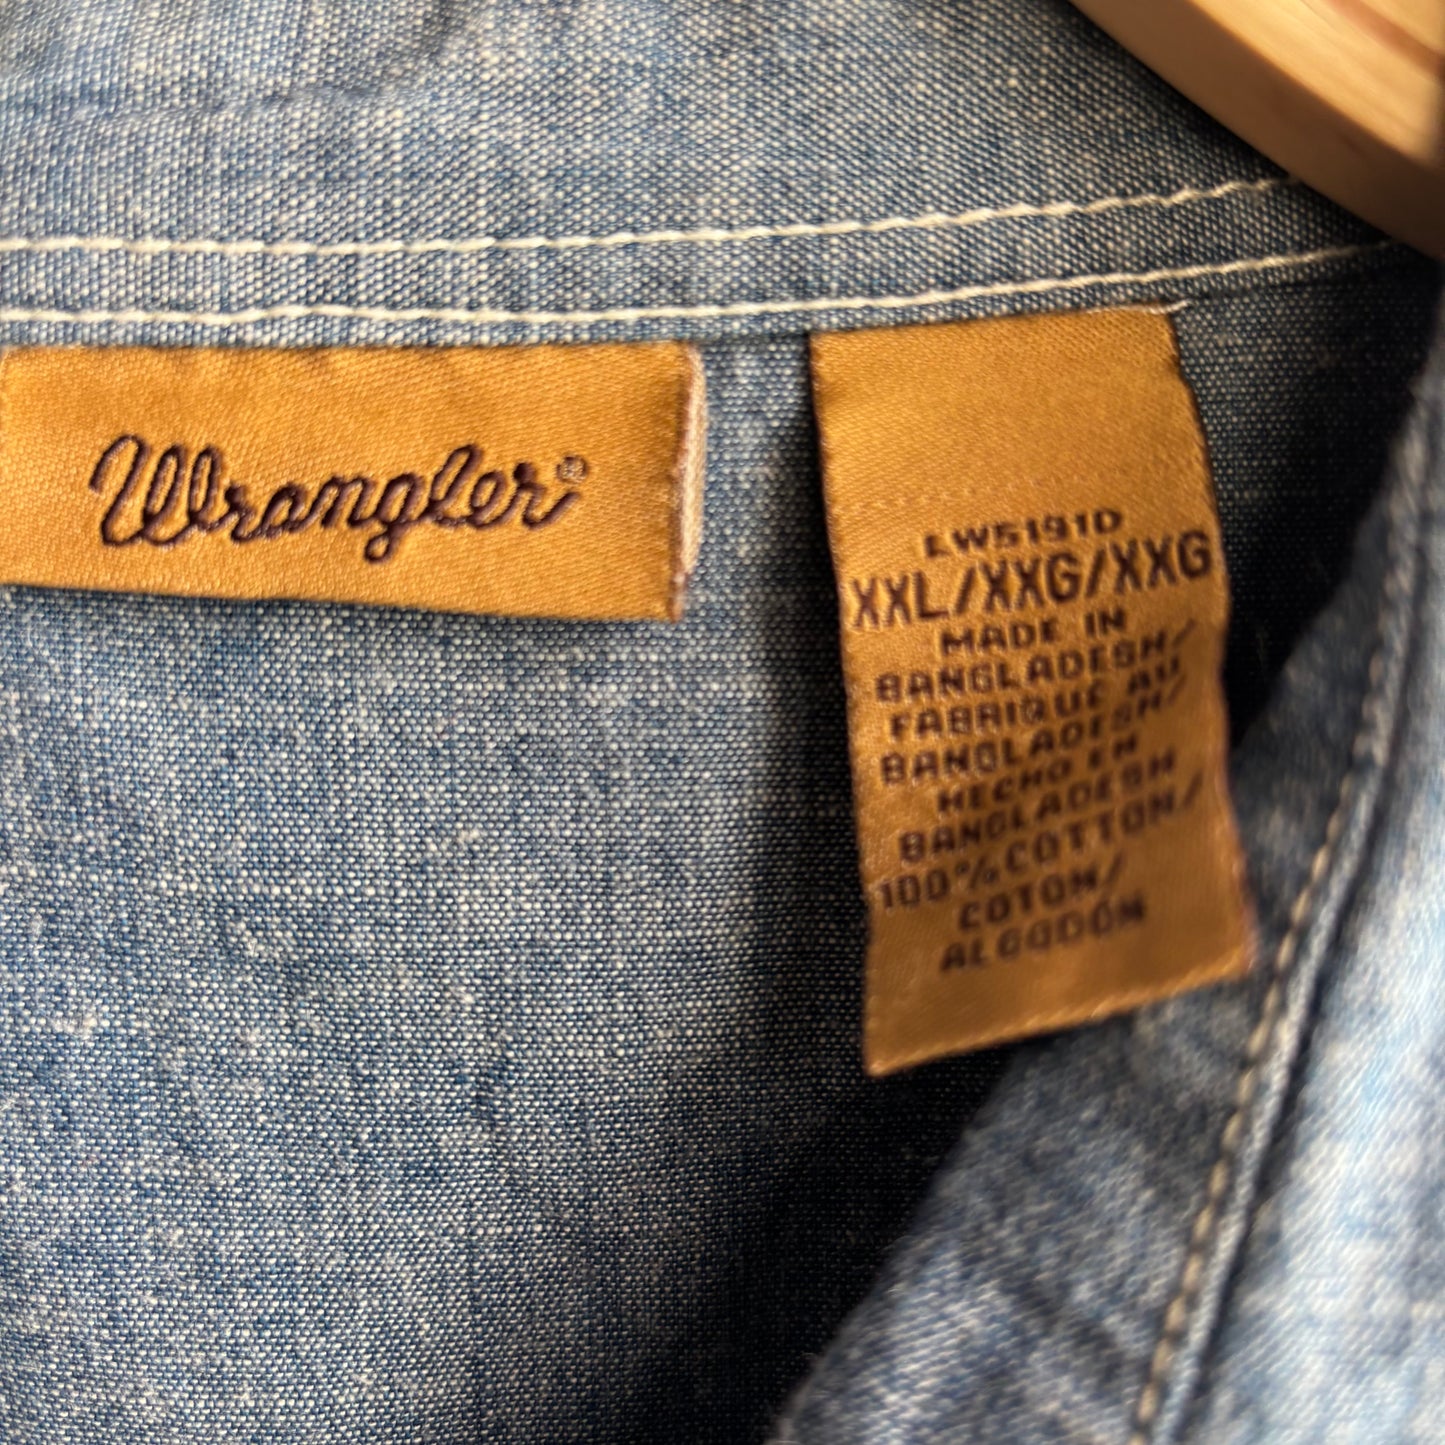 Wrangler®
LW5191D
XXL/XXG/XXG
MADE IN
BANGLADESH/
FABRIQUE AU
BANGLADESH/
HECHO EN
BANGLADESH
100% COTTON/
COTON/
ALGODÓN